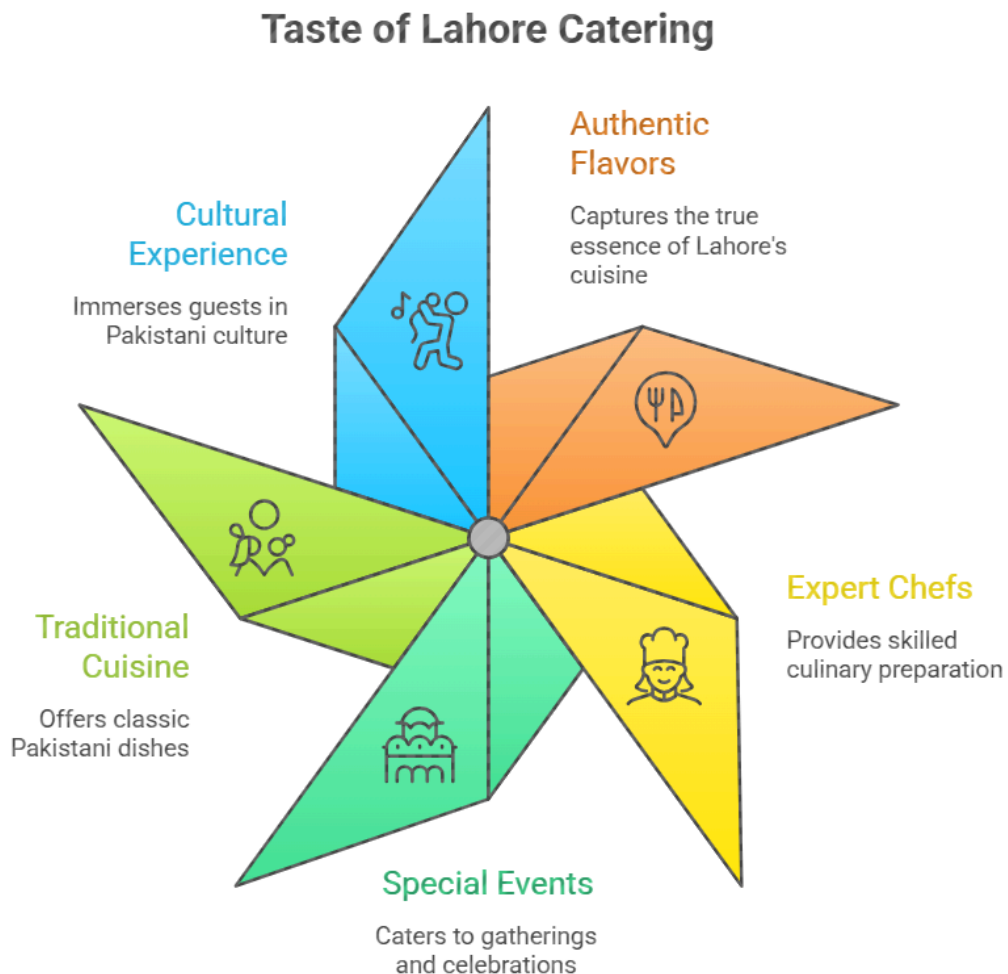 Taste of Lahore Catering
Authentic
Flavors
Captures the true
essence of Lahore's
cuisine
Cultural
Experience
Immerses guests in
Pakistani culture
Expert Chefs
Provides skilled
culinary preparation
Traditional
Cuisine
Offers classic
Pakistani dishes
Special Events
Caters to gatherings
and celebrations